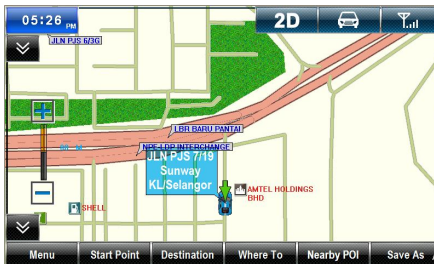 05:26 PM
2D
JLN PJS 6/3G
LBR BARU PANTAI
NPE-LDP INTERCHANGE
JLN PJS 7/19
Sunway
KL/Selangor
AMTEL HOLDINGS
BHD
SHELL
Menu
Start Point
Destination
Where To
Nearby POI
Save As